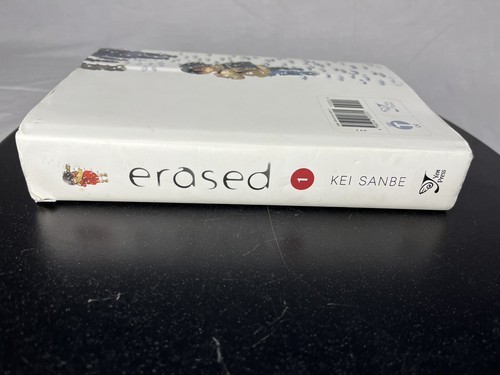 erased 1 KEI SANBE
Yen
Press